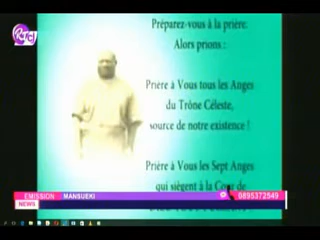 Préparez-vous à la prière.
Alors prions :
Prière à Vous tous les Anges
du Trône Céleste,
source de notre existence !
Prière à Vous les Sept Anges
qui siègent à la Cour de
EMISSION MANSUEKI 0895372549
NEWS